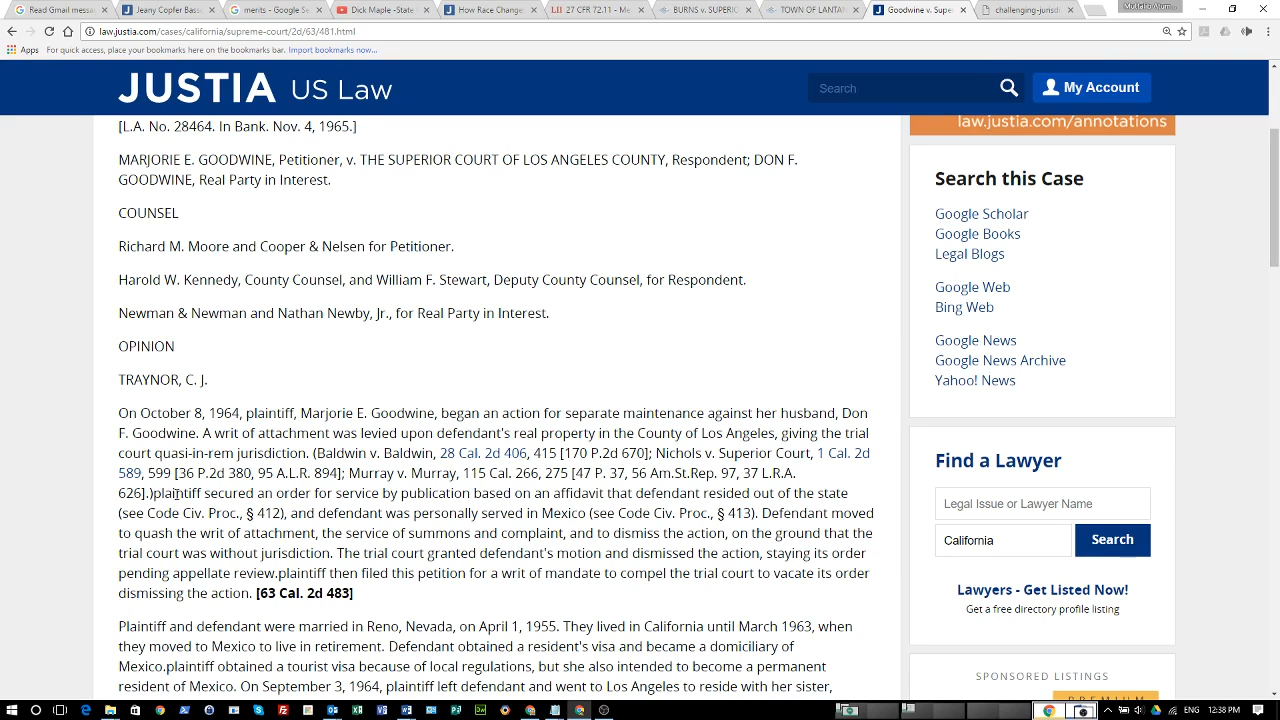 Read Gmail message
Jeany Copfer Bass
merits - Google Se
Dick Maple -State
How Race Change
27 CFR 72.11 - Me
BURNS v. SUPERIO
TOWN OF LANTAN
Goodwine v. Supe
challenging-jurisdi
law.justia.com/cases/california/supreme-court/2d/63/481.html
Apps For quick access, place your bookmarks here on the bookmarks bar. Import bookmarks now...
JUSTIA US Law
Search
My Account
[L.A. No. 28464. In Bank. Nov. 4, 1965.]
MARJORIE E. GOODWINE, Petitioner, v. THE SUPERIOR COURT OF LOS ANGELES COUNTY, Respondent; DON F.
GOODWINE, Real Party in Interest.
COUNSEL
Richard M. Moore and Cooper & Nelsen for Petitioner.
Harold W. Kennedy, County Counsel, and William F. Stewart, Deputy County Counsel, for Respondent.
Newman & Newman and Nathan Newby, Jr., for Real Party in Interest.
OPINION
TRAYNOR, C. J.
On October 8, 1964, plaintiff, Marjorie E. Goodwine, began an action for separate maintenance against her husband, Don
F. Goodwine. A writ of attachment was levied upon defendant's real property in the County of Los Angeles, giving the trial
court quasi-in-rem jurisdiction. (Baldwin v. Baldwin, 28 Cal. 2d 406, 415 [170 P.2d 670]; Nichols v. Superior Court, 1 Cal. 2d
589, 599 [36 P.2d 380, 95 A.L.R. 894]; Murray v. Murray, 115 Cal. 266, 275 [47 P. 37, 56 Am.St.Rep. 97, 37 L.R.A.
626].)plaintiff secured an order for service by publication based on an affidavit that defendant resided out of the state
(see Code Civ. Proc., § 412), and defendant was personally served in Mexico (see Code Civ. Proc., § 413). Defendant moved
to quash the writ of attachment, the service of summons and complaint, and to dismiss the action, on the ground that the
trial court was without jurisdiction. The trial court granted defendant's motion and dismissed the action, staying its order
pending appellate review.plaintiff then filed this petition for a writ of mandate to compel the trial court to vacate its order
dismissing the action. [63 Cal. 2d 483]
Plaintiff and defendant were married in Reno, Nevada, on April 1, 1955. They lived in California until March 1963, when
they moved to Mexico to live in retirement. Defendant obtained a resident's visa and became a domiciliary of
Mexico.plaintiff obtained a tourist visa because of local regulations, but she also intended to become a permanent
resident of Mexico. On September 3, 1964, plaintiff left defendant and went to Los Angeles to reside with her sister,
law.justia.com/annotations
Search this Case
Google Scholar
Google Books
Legal Blogs
Google Web
Bing Web
Google News
Google News Archive
Yahoo! News
Find a Lawyer
Legal Issue or Lawyer Name
California
Search
Lawyers - Get Listed Now!
Get a free directory profile listing
SPONSORED LISTINGS
PREMIUM
ENG
12:38 PM